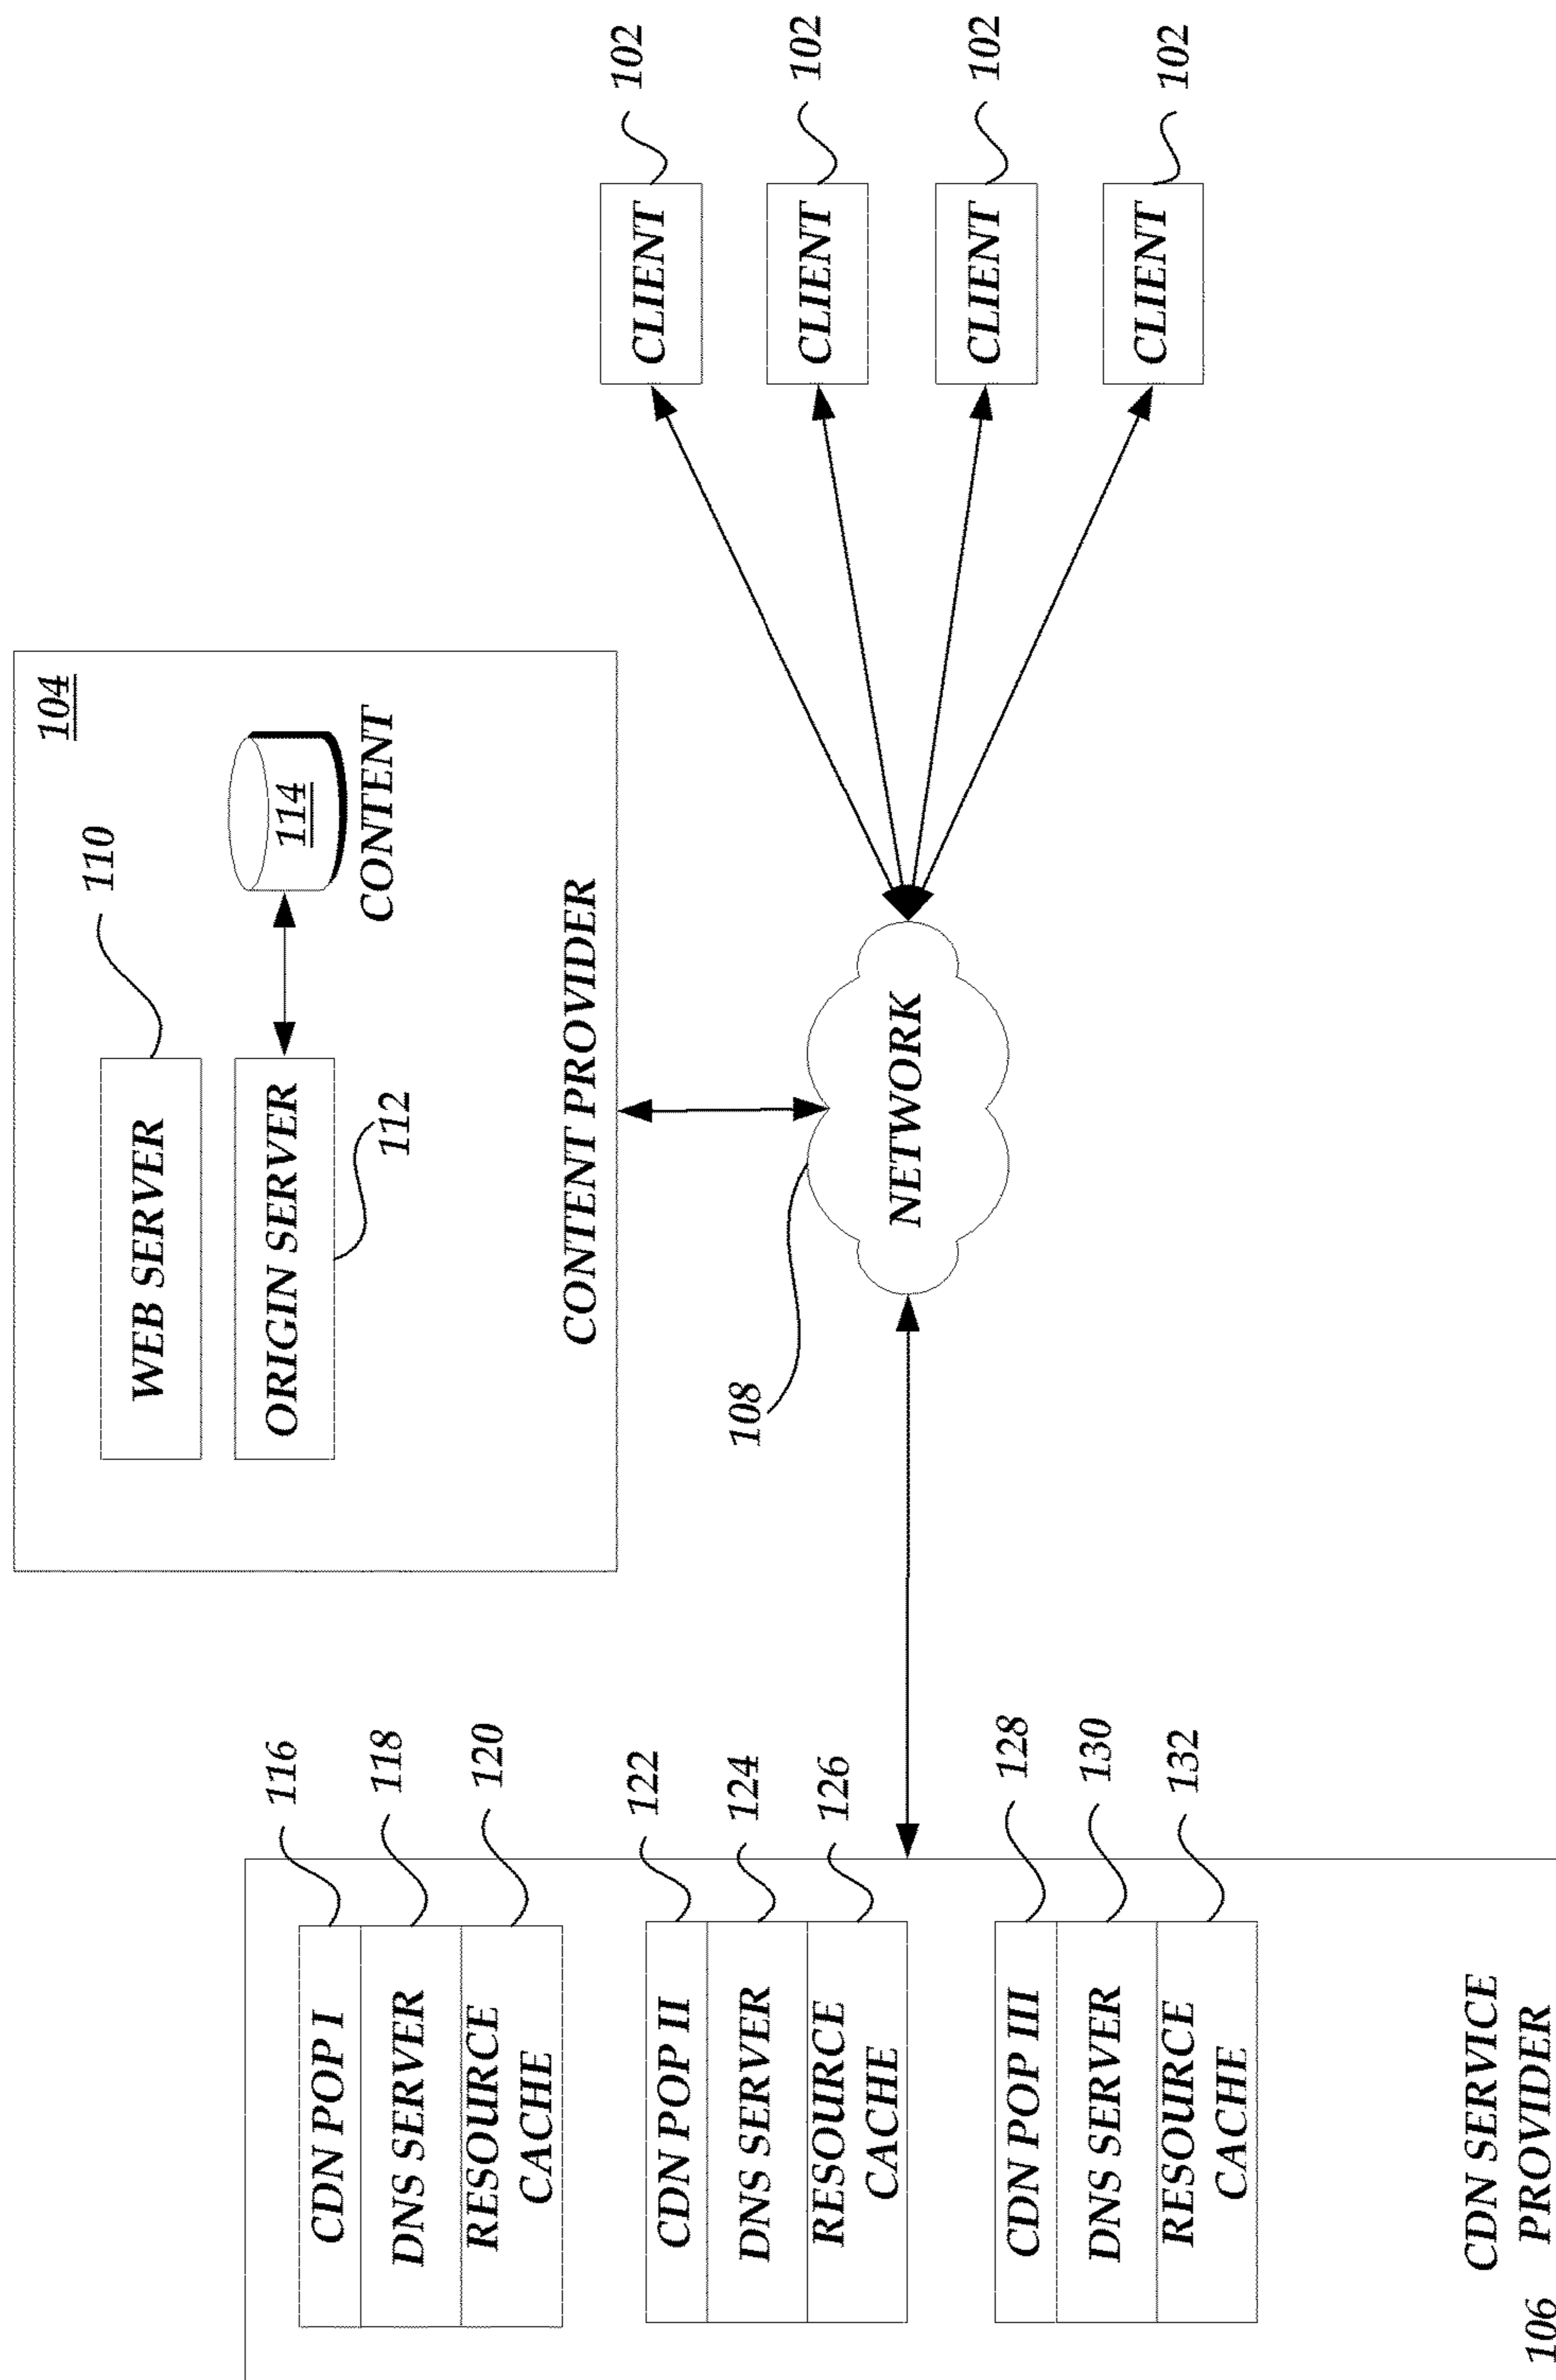 104
WEB SERVER
110
ORIGIN SERVER
112
114
CONTENT
CONTENT PROVIDER
CDN POP I
116
DNS SERVER
118
RESOURCE
CACHE
120
CDN POP II
122
DNS SERVER
124
RESOURCE
CACHE
126
CDN POP III
128
DNS SERVER
130
RESOURCE
CACHE
132
CDN SERVICE
PROVIDER
106
108
NETWORK
CLIENT
102
CLIENT
102
CLIENT
102
CLIENT
102